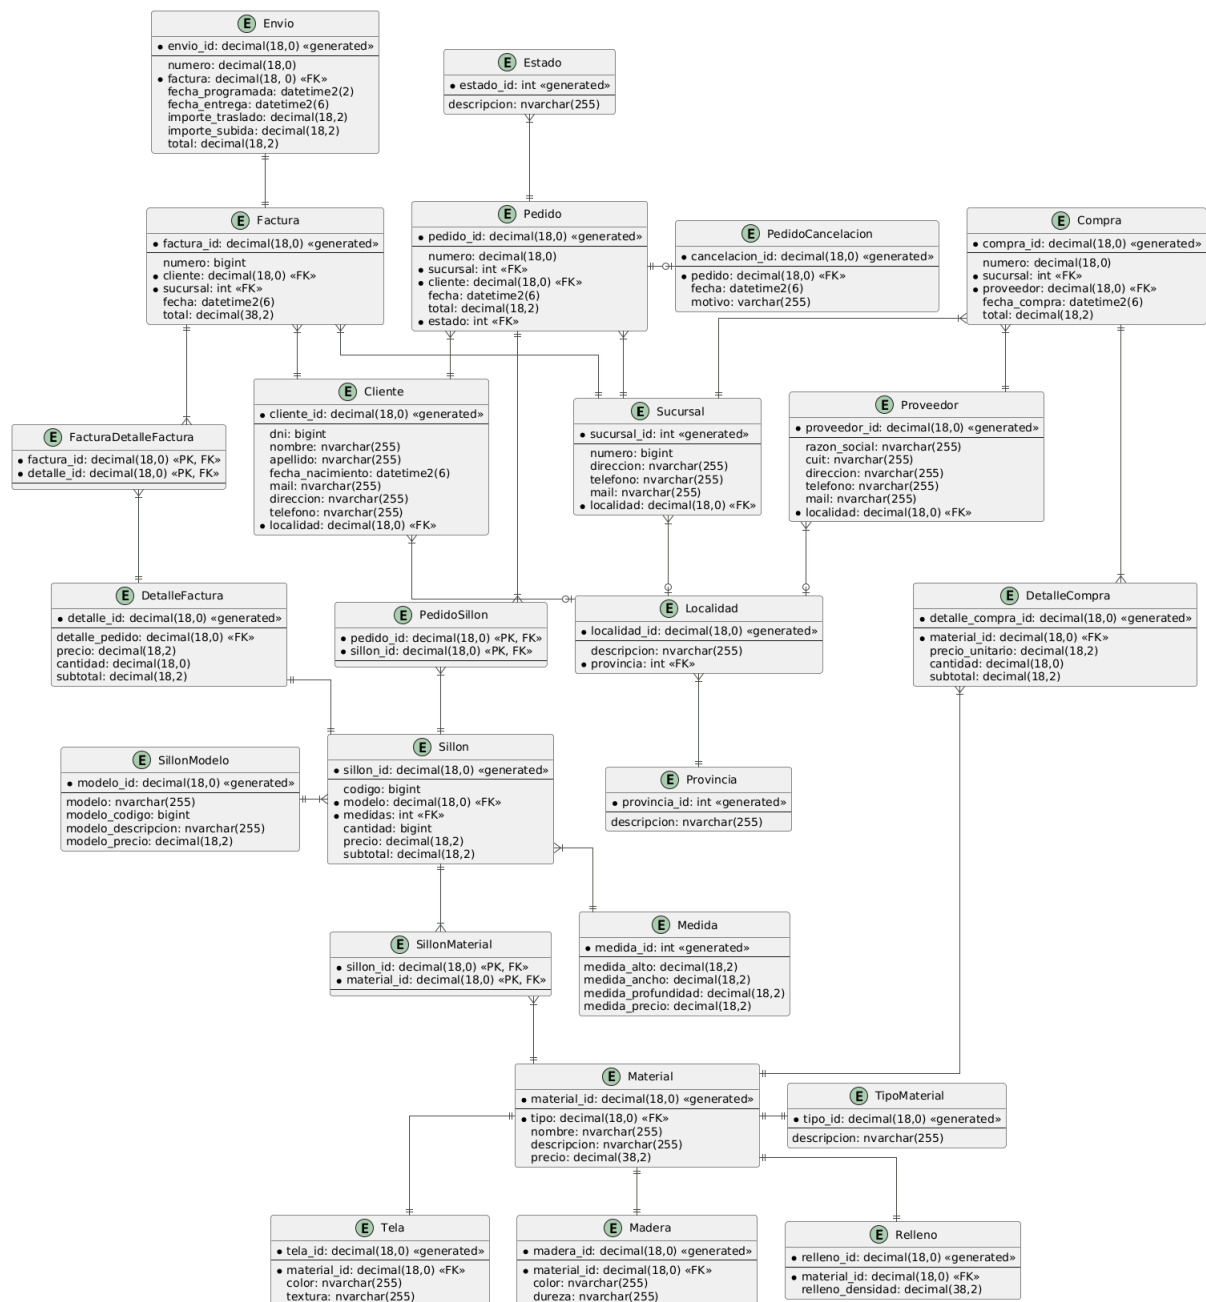 E Envio
envio_id: decimal(18,0) «generated»
numero: decimal(18,0)
factura: decimal(18, 0) «FK»
fecha_programada: datetime2(2)
fecha_entrega: datetime2(6)
importe_traslado: decimal(18,2)
importe_subida: decimal(18,2)
total: decimal(18,2)
E Estado
estado_id: int «generated»
descripcion: nvarchar(255)
E Factura
factura_id: decimal(18,0) «generated»
numero: bigint
cliente: decimal(18,0) «FK»
sucursal: int «FK»
fecha: datetime2(6)
total: decimal(38,2)
E Pedido
pedido_id: decimal(18,0) «generated»
numero: decimal(18,0)
sucursal: int «FK»
cliente: decimal(18,0) «FK»
fecha: datetime2(6)
total: decimal(18,2)
estado: int «FK»
E PedidoCancelacion
cancelacion_id: decimal(18,0) «generated»
pedido: decimal(18,0) «FK»
fecha: datetime2(6)
motivo: varchar(255)
E Compra
compra_id: decimal(18,0) «generated»
numero: decimal(18,0)
sucursal: int «FK»
proveedor: decimal(18,0) «FK»
fecha_compra: datetime2(6)
total: decimal(18,2)
E FacturaDetalleFactura
factura_id: decimal(18,0) «PK, FK»
detalle_id: decimal(18,0) «PK, FK»
E Cliente
cliente_id: decimal(18,0) «generated»
dni: bigint
nombre: nvarchar(255)
apellido: nvarchar(255)
fecha_nacimiento: datetime2(6)
mail: nvarchar(255)
direccion: nvarchar(255)
telefono: nvarchar(255)
localidad: decimal(18,0) «FK»
E Sucursal
sucursal_id: int «generated»
numero: bigint
direccion: nvarchar(255)
telefono: nvarchar(255)
mail: nvarchar(255)
localidad: decimal(18,0) «FK»
E Proveedor
proveedor_id: decimal(18,0) «generated»
razon_social: nvarchar(255)
cuit: nvarchar(255)
direccion: nvarchar(255)
telefono: nvarchar(255)
mail: nvarchar(255)
localidad: decimal(18,0) «FK»
E DetalleFactura
detalle_id: decimal(18,0) «generated»
detalle_pedido: decimal(18,0) «FK»
precio: decimal(18,2)
cantidad: decimal(18,0)
subtotal: decimal(18,2)
E PedidoSillon
pedido_id: decimal(18,0) «PK, FK»
sillon_id: decimal(18,0) «PK, FK»
E Localidad
localidad_id: decimal(18,0) «generated»
descripcion: nvarchar(255)
provincia: int «FK»
E DetalleCompra
detalle_compra_id: decimal(18,0) «generated»
material_id: decimal(18,0) «FK»
precio_unitario: decimal(18,2)
cantidad: decimal(18,0)
subtotal: decimal(18,2)
E SillonModelo
modelo_id: decimal(18,0) «generated»
modelo: nvarchar(255)
modelo_codigo: bigint
modelo_descripcion: nvarchar(255)
modelo_precio: decimal(18,2)
E Sillon
sillon_id: decimal(18,0) «generated»
codigo: bigint
modelo: decimal(18,0) «FK»
medidas: int «FK»
cantidad: bigint
precio: decimal(18,2)
subtotal: decimal(18,2)
E Provincia
provincia_id: int «generated»
descripcion: nvarchar(255)
E SillonMaterial
sillon_id: decimal(18,0) «PK, FK»
material_id: decimal(18,0) «PK, FK»
E Medida
medida_id: int «generated»
medida_alto: decimal(18,2)
medida_ancho: decimal(18,2)
medida_profundidad: decimal(18,2)
medida_precio: decimal(18,2)
E Material
material_id: decimal(18,0) «generated»
tipo: decimal(18,0) «FK»
nombre: nvarchar(255)
descripcion: nvarchar(255)
precio: decimal(38,2)
E TipoMaterial
tipo_id: decimal(18,0) «generated»
descripcion: nvarchar(255)
E Tela
tela_id: decimal(18,0) «generated»
material_id: decimal(18,0) «FK»
color: nvarchar(255)
textura: nvarchar(255)
E Madera
madera_id: decimal(18,0) «generated»
material_id: decimal(18,0) «FK»
color: nvarchar(255)
dureza: nvarchar(255)
E Relleno
relleno_id: decimal(18,0) «generated»
material_id: decimal(18,0) «FK»
relleno_densidad: decimal(38,2)